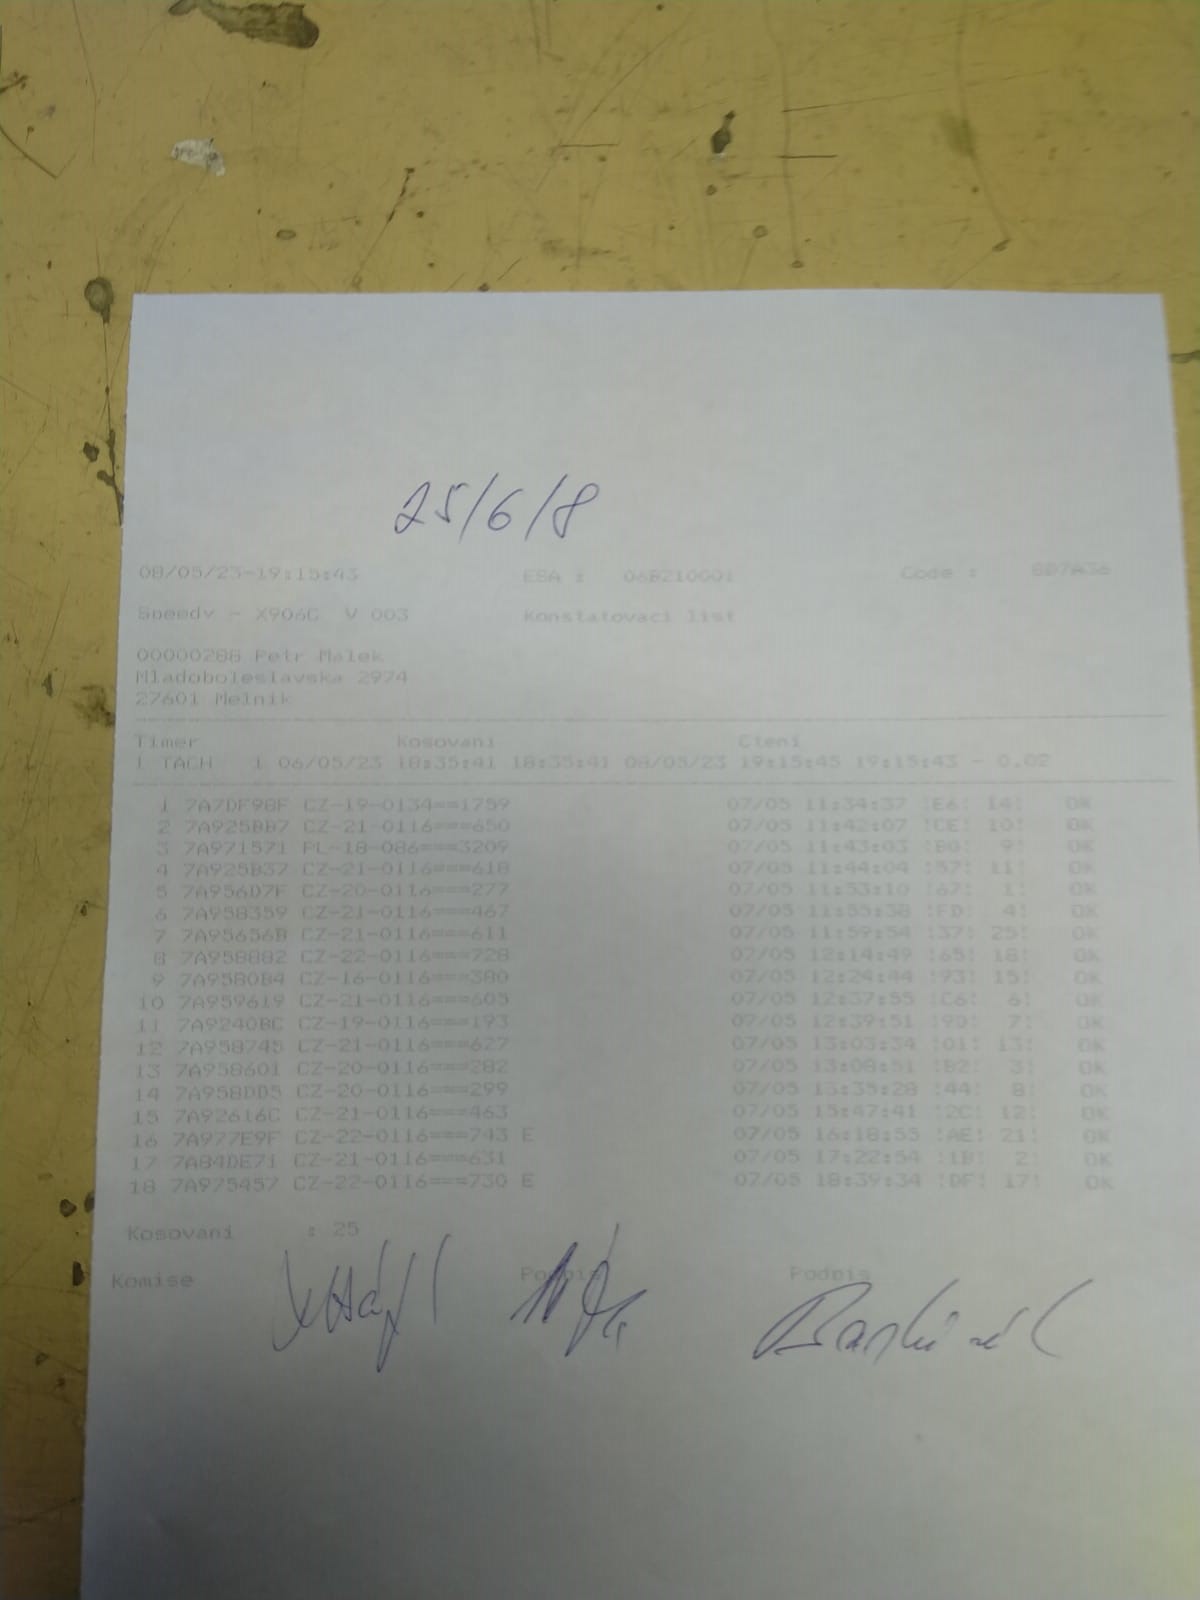 25/6/8
08/05/23-19:15:43 ESA : 06B210001 Code :
Speedy - X906G V 003 Konstatovaci list
00000288 Petr Malek
Mladoboleslavska 2974
27601 Melnik
Timer Kosovani Cteni
1 TACH 1 06/05/23 18:35:41 18:35:41 08/05/23 19:15:45 19:15:43 - 0.02
1 7A7DF98F CZ-19-0134==1759 07/05 11:34:37 !E6! 14! OK
2 7A925BB7 CZ-21-0116===650 07/05 11:42:07 !CE! 10! OK
3 7A971571 PL-18-086===3209 07/05 11:43:03 !B0! 9! OK
4 7A925B37 CZ-21-0116===618 07/05 11:44:04 !57! 11! OK
5 7A956D7F CZ-20-0116===277 07/05 11:53:10 !67! 1! OK
6 7A958359 CZ-21-0116===467 07/05 11:55:38 !FD! 4! OK
7 7A95656B CZ-21-0116===611 07/05 11:59:54 !37! 25! OK
8 7A958882 CZ-22-0116===728 07/05 12:14:49 !65! 18! OK
9 7A9580B4 CZ-16-0116===380 07/05 12:24:44 !93! 15! OK
10 7A959619 CZ-21-0116===605 07/05 12:37:55 !C6! 6! OK
11 7A9240BC CZ-19-0116===193 07/05 12:39:51 !9D! 7! OK
12 7A958745 CZ-21-0116===627 07/05 13:03:34 !01! 13! OK
13 7A958601 CZ-20-0116===282 07/05 13:08:51 !B2! 3! OK
14 7A958DD5 CZ-20-0116===299 07/05 13:35:28 !44! 8! OK
15 7A92616C CZ-21-0116===463 07/05 15:47:41 !2C! 12! OK
16 7A977E9F CZ-22-0116===743 E 07/05 16:18:55 !AE! 21! OK
17 7A84DE71 CZ-21-0116===631 07/05 17:22:54 !1B! 2! OK
18 7A975457 CZ-22-0116===730 E 07/05 18:39:34 !DF! 17! OK
Kosovani : 25
Komise Podpis Podpis